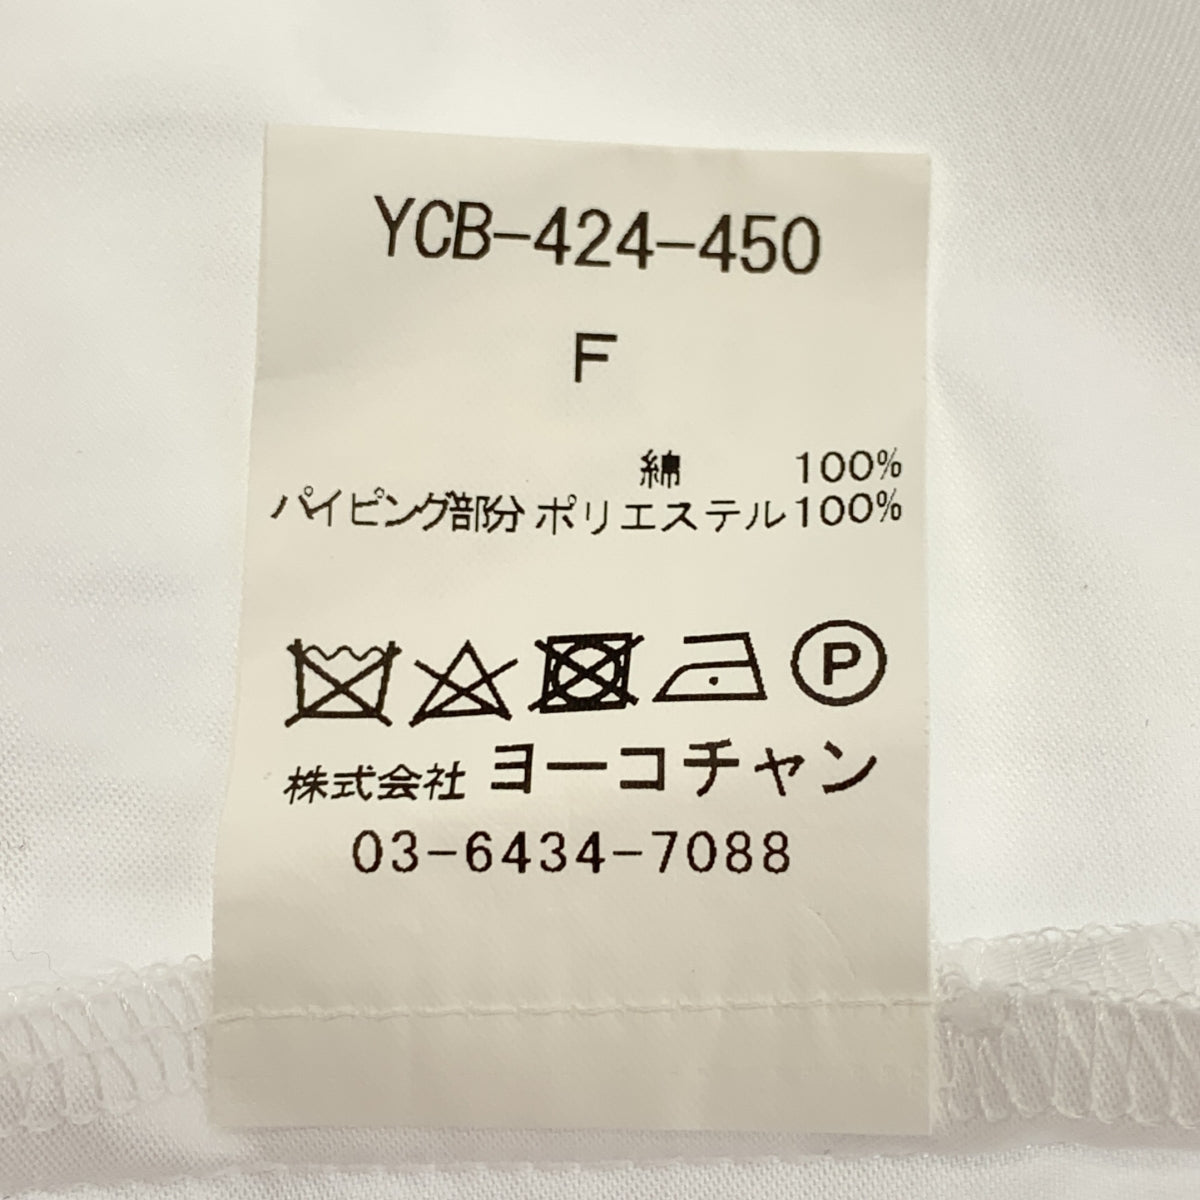 YCB-424-450
F
綿 100%
パイピング部分 ポリエステル100%
P
株式会社 ヨーコチャン
03-6434-7088